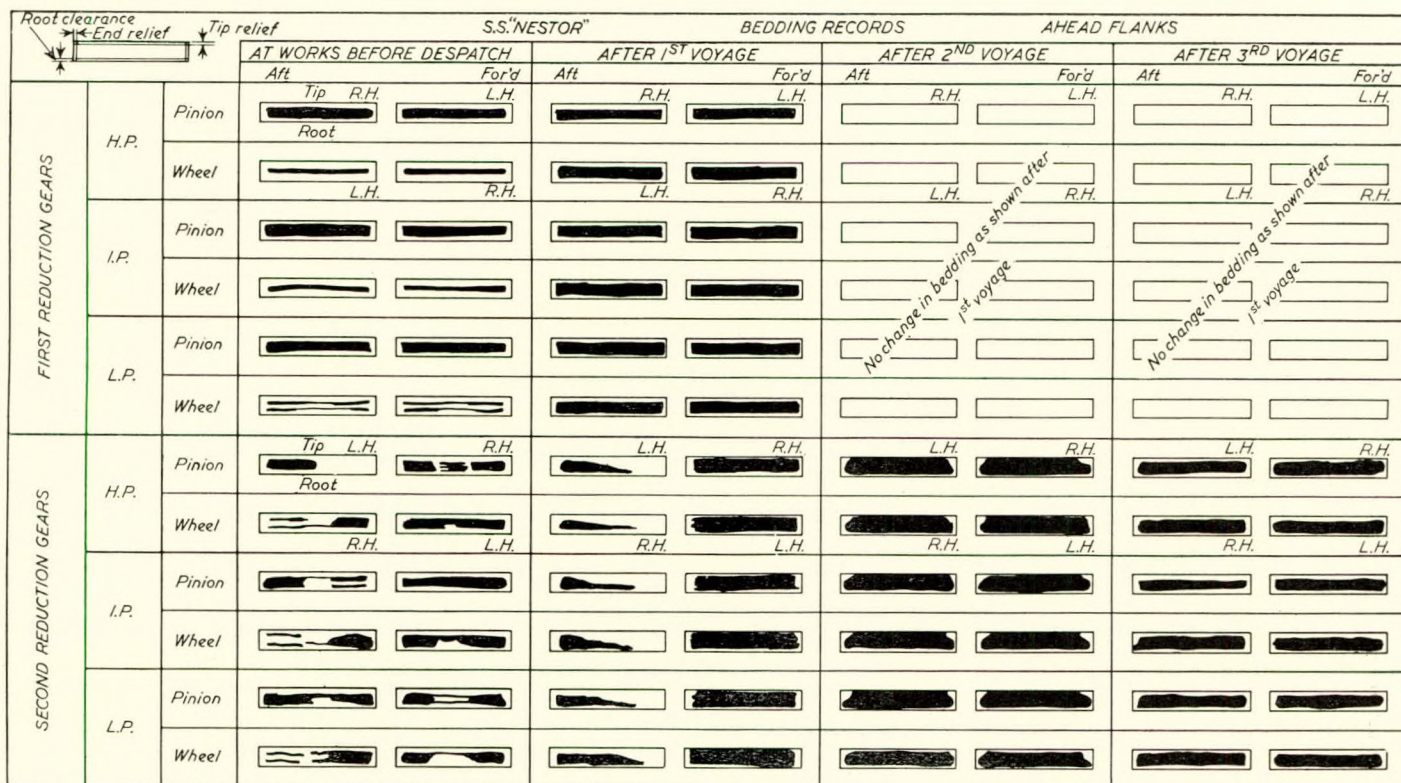 Root clearance
End relief
Tip relief
S.S."NESTOR" BEDDING RECORDS AHEAD FLANKS
AT WORKS BEFORE DESPATCH AFTER 1ST VOYAGE AFTER 2ND VOYAGE AFTER 3RD VOYAGE
Aft For'd Aft For'd Aft For'd Aft For'd
FIRST REDUCTION GEARS
H.P.
Pinion
Tip R.H. L.H. R.H. L.H. R.H. L.H. R.H. L.H.
Root
Wheel
L.H. R.H. L.H. R.H. L.H. R.H. L.H. R.H.
I.P.
Pinion
Wheel
L.P.
Pinion
Wheel
No change in bedding as shown after
1st voyage
No change in bedding as shown after
1st voyage
SECOND REDUCTION GEARS
H.P.
Pinion
Tip L.H. R.H. L.H. R.H. L.H. R.H. L.H. R.H.
Root
Wheel
R.H. L.H. R.H. L.H. R.H. L.H. R.H. L.H.
I.P.
Pinion
Wheel
L.P.
Pinion
Wheel